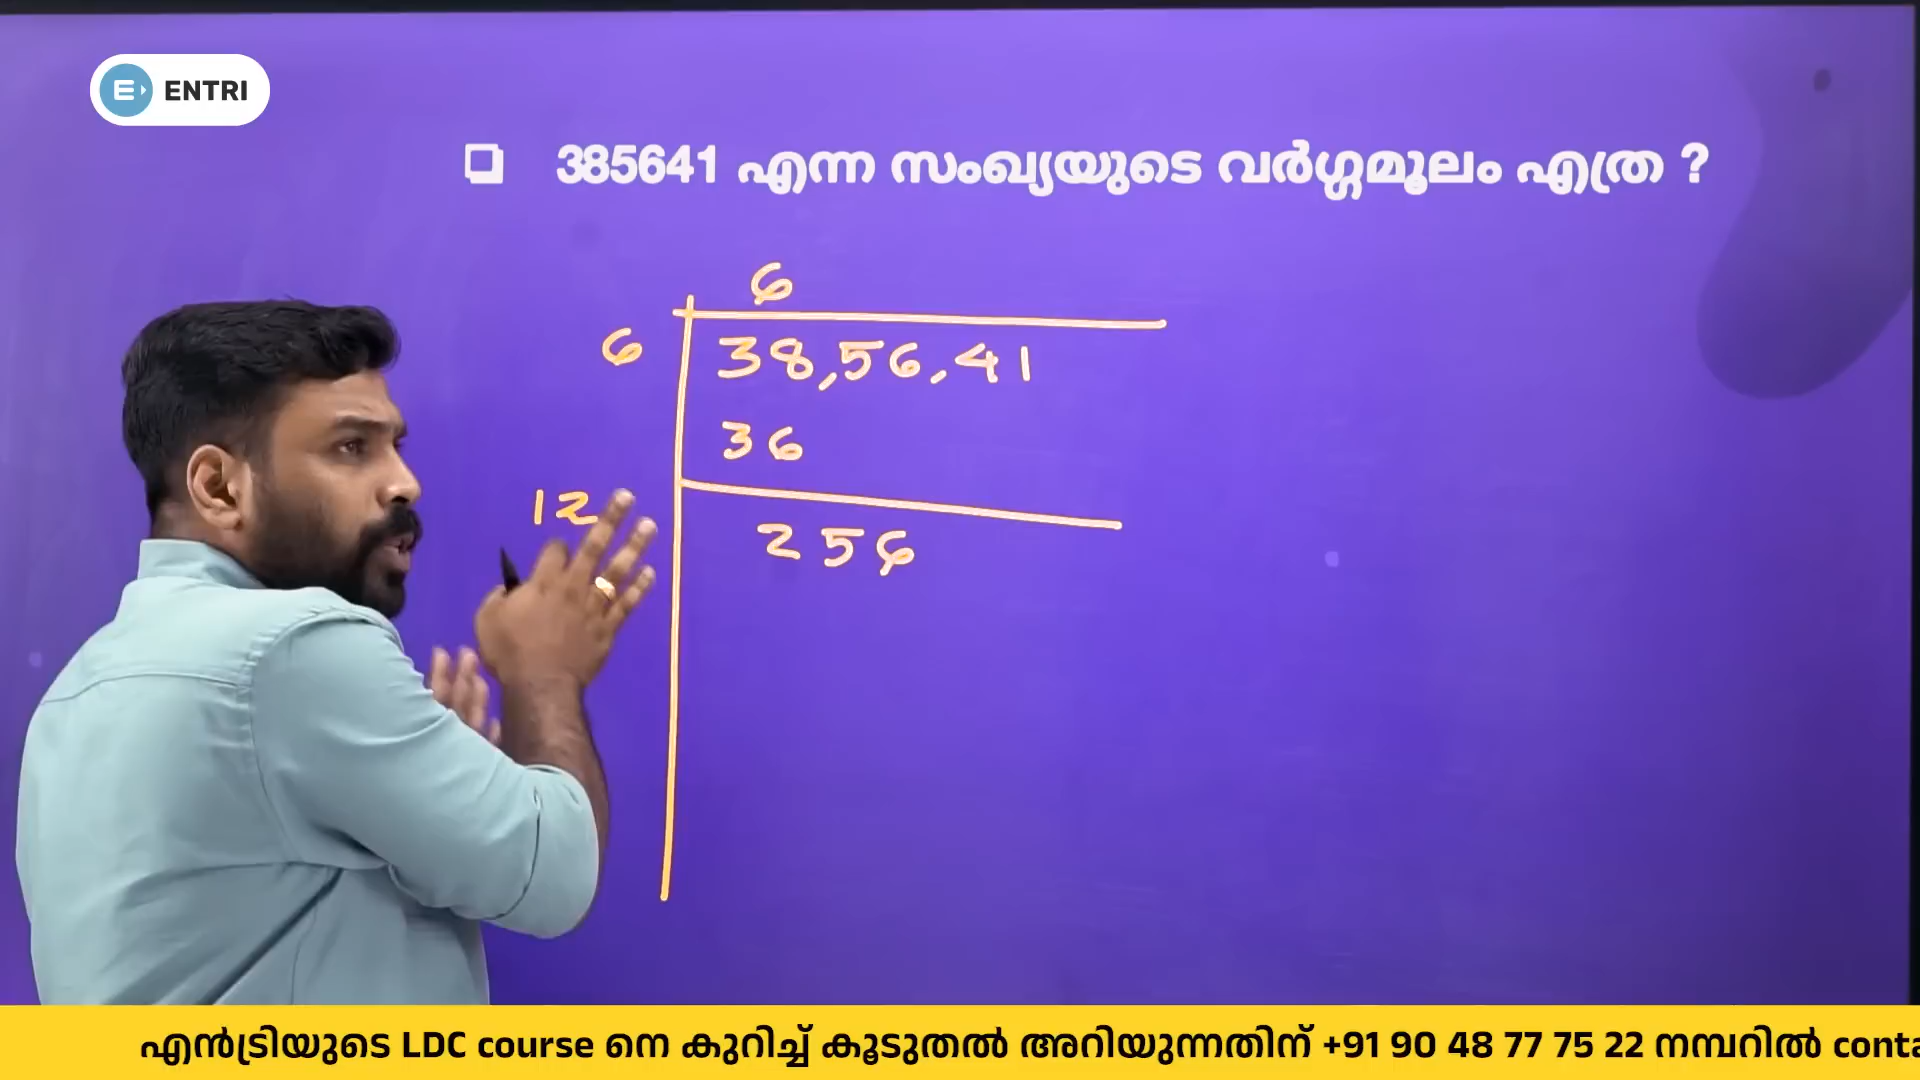 ENTRI
385641 എന്ന സംഖ്യയുടെ വർഗ്ഗമൂലം എത്ര ?
6
6 38,56,41
36
12
256
എൻട്രിയുടെ LDC course നെ കുറിച്ച് കൂടുതൽ അറിയുന്നതിന് +91 90 48 77 75 22 നമ്പറിൽ